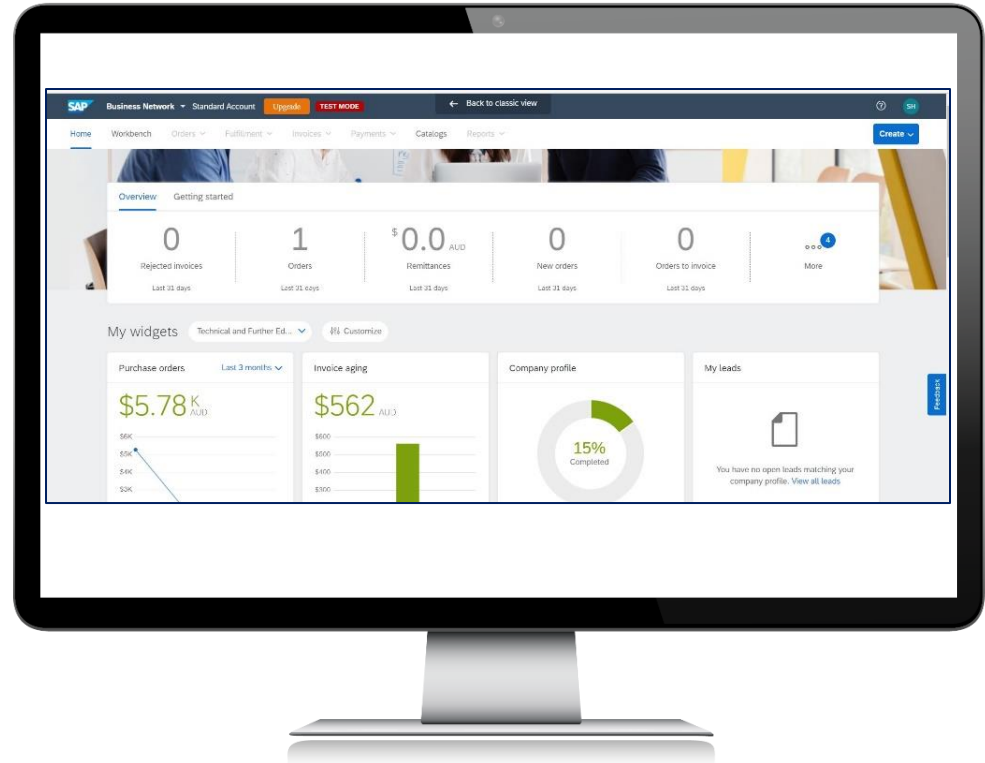 SAP Business Network Standard Account Upgrade TEST MODE ← Back to classic view SH
Home Workbench Orders Fulfillment Invoices Payments Catalogs Reports Create
Overview Getting started
0 1 $0.0 AUD 0 0 4
Rejected invoices Orders Remittances New orders Orders to invoice More
Last 31 days Last 31 days Last 31 days Last 31 days Last 31 days
My widgets Technical and Further Ed... Customize
Purchase orders Last 3 months Invoice aging Company profile My leads
$5.78 K AUD $562 AUD
Feedback
$6K
$5K
$4K
$3K
$600
$500
$400
$300
15%
Completed
You have no open leads matching your
company profile. View all leads